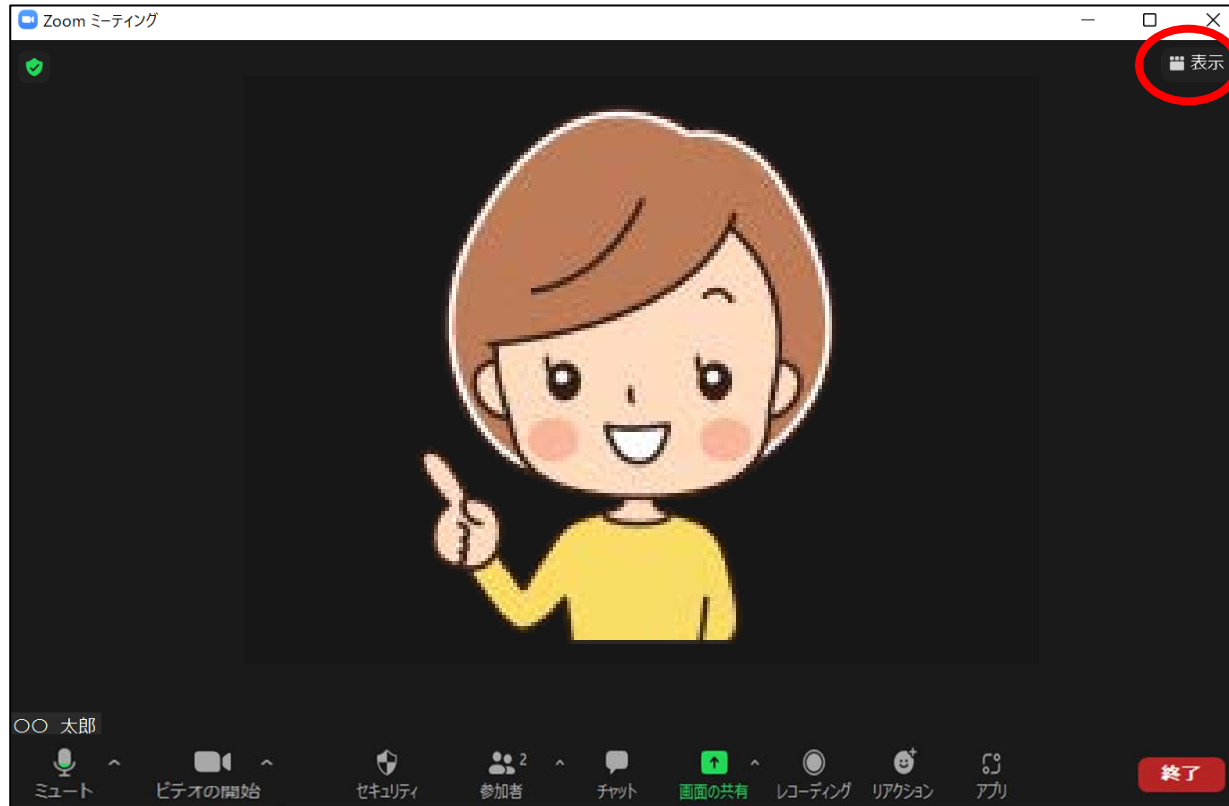 Zoom ミーティング
表示
〇〇 太郎
ミュート
ビデオの開始
セキュリティ
参加者
2
チャット
画面の共有
レコーディング
リアクション
アプリ
終了